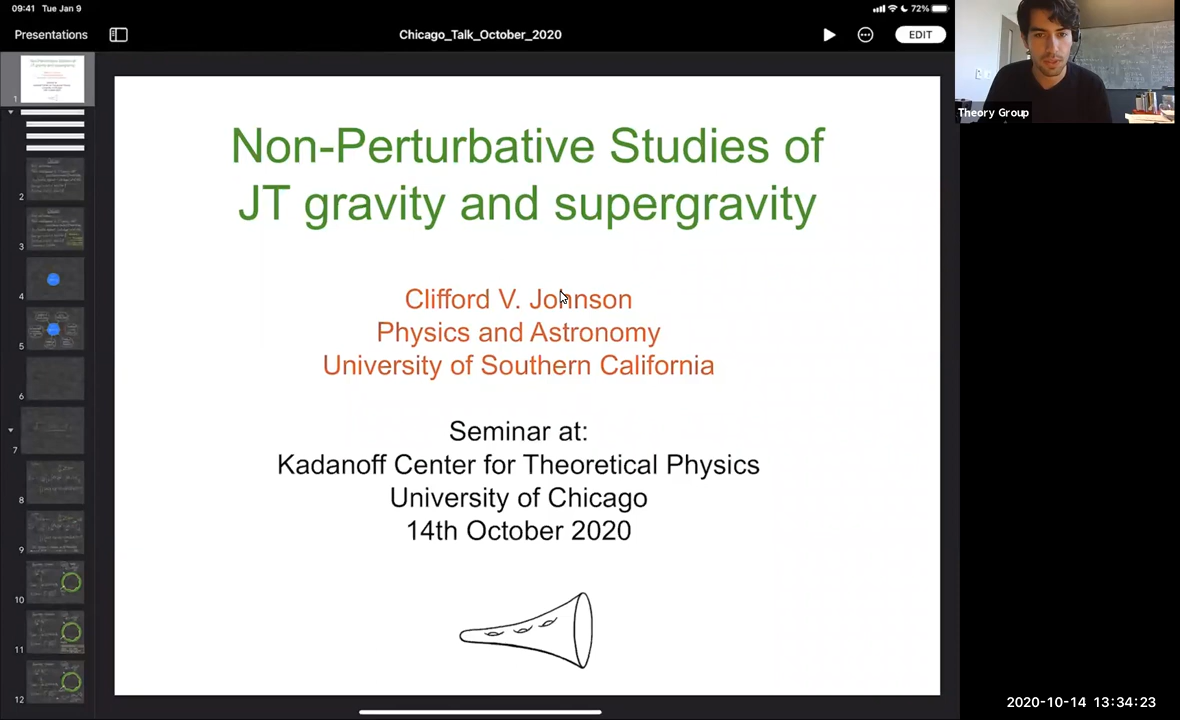 09:41 Tue Jan 9
72%
Presentations
Chicago_Talk_October_2020
EDIT
Non-Perturbative Studies of
JT gravity and supergravity
Clifford V. Johnson
Physics and Astronomy
University of Southern California
Seminar at:
Kadanoff Center for Theoretical Physics
University of Chicago
14th October 2020
1
2
3
4
5
6
7
8
9
10
11
12
Theory Group
2020-10-14 13:34:23